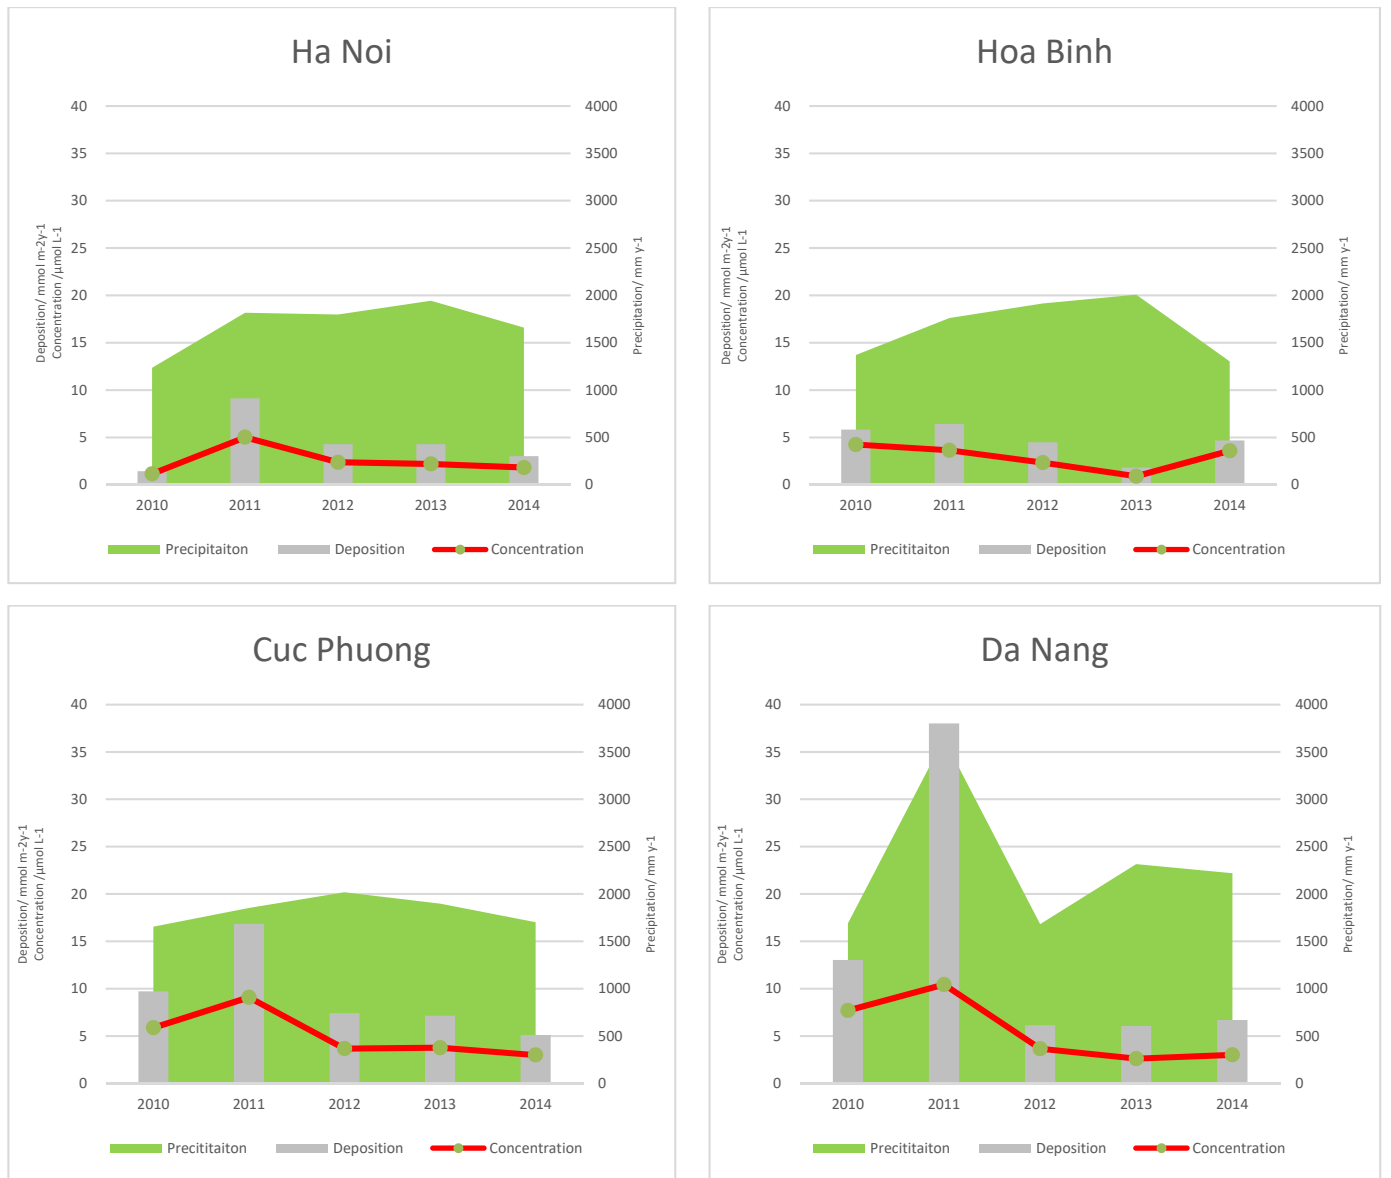 Ha Noi
40 4000
35 3500
30 3000
25 2500
20 2000
15 1500
10 1000
5 500
0 0
Deposition/ mmol m-2y-1
Concentration /µmol L-1
Precipitation/ mm y-1
2010 2011 2012 2013 2014
Precipitaiton Deposition Concentration
Hoa Binh
40 4000
35 3500
30 3000
25 2500
20 2000
15 1500
10 1000
5 500
0 0
Deposition/ mmol m-2y-1
Concentration /µmol L-1
Precipitation/ mm y-1
2010 2011 2012 2013 2014
Precititaiton Deposition Concentration
Cuc Phuong
40 4000
35 3500
30 3000
25 2500
20 2000
15 1500
10 1000
5 500
0 0
Deposition/ mmol m-2y-1
Concentration /µmol L-1
Precipitation/ mm y-1
2010 2011 2012 2013 2014
Precititaiton Deposition Concentration
Da Nang
40 4000
35 3500
30 3000
25 2500
20 2000
15 1500
10 1000
5 500
0 0
Deposition/ mmol m-2y-1
Concentration /µmol L-1
Precipitation/ mm y-1
2010 2011 2012 2013 2014
Precititaiton Deposition Concentration